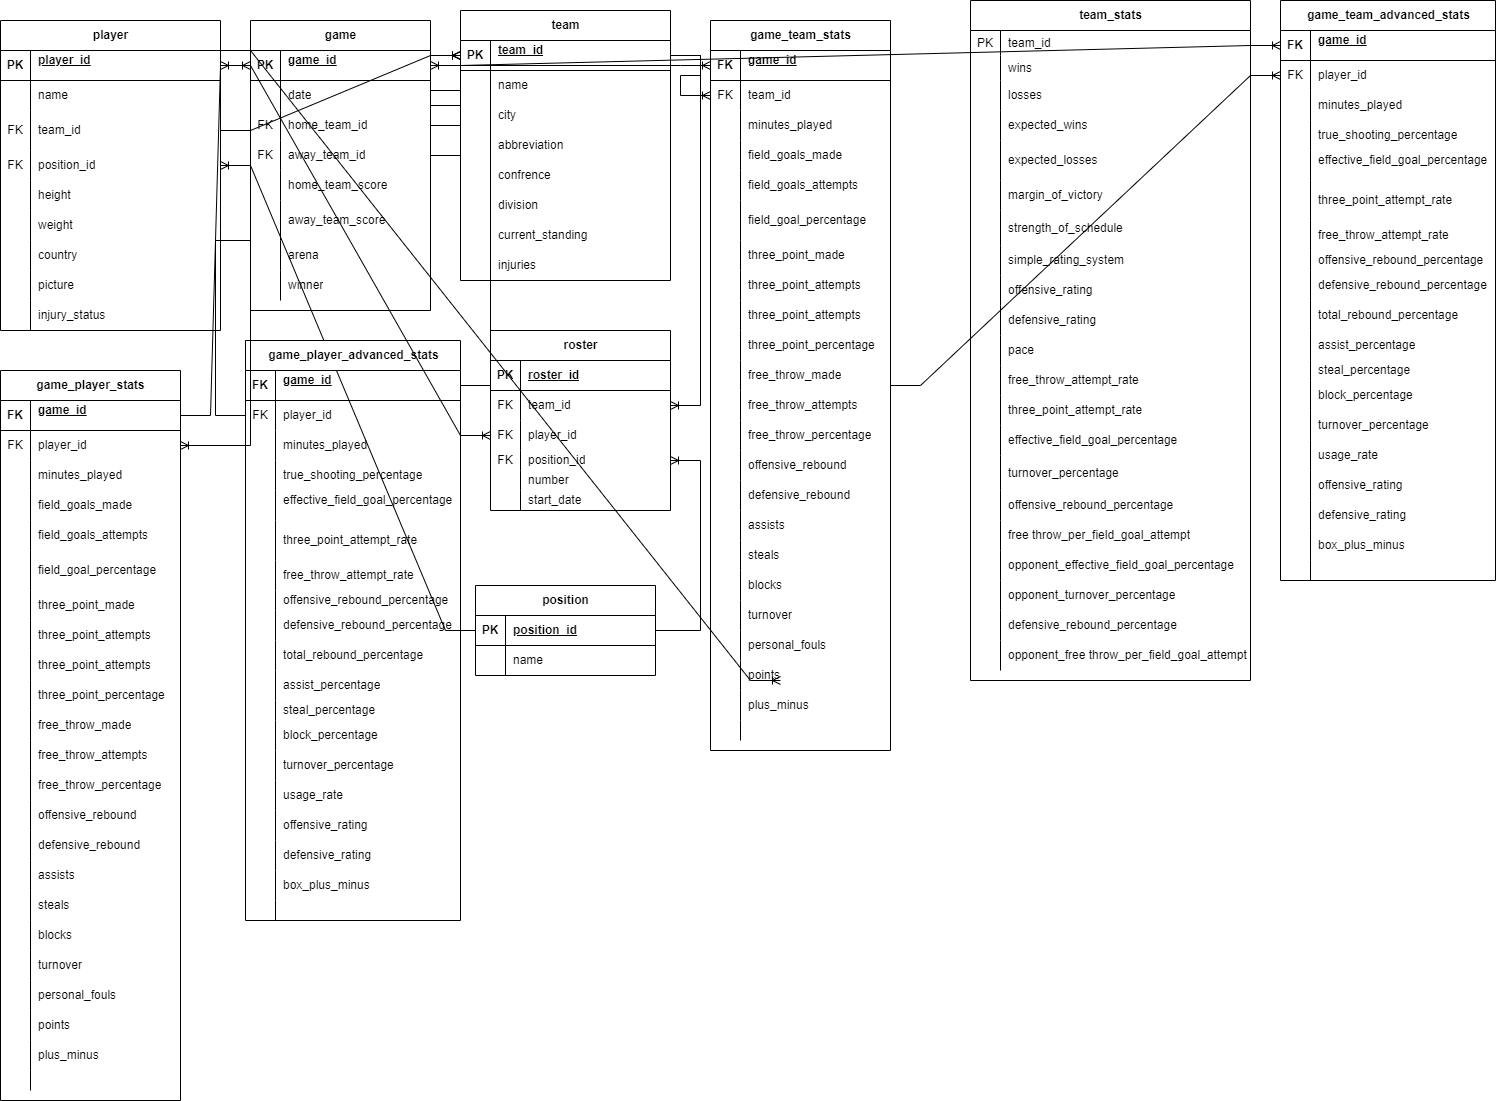 player
PK player_id
name
FK team_id
FK position_id
height
weight
country
picture
injury_status
game
PK game_id
date
FK home_team_id
FK away_team_id
home_team_score
away_team_score
arena
winner
team
PK team_id
name
city
abbreviation
confrence
division
current_standing
injuries
game_team_stats
FK game_id
FK team_id
minutes_played
field_goals_made
field_goals_attempts
field_goal_percentage
three_point_made
three_point_attempts
three_point_attempts
three_point_percentage
free_throw_made
free_throw_attempts
free_throw_percentage
offensive_rebound
defensive_rebound
assists
steals
blocks
turnover
personal_fouls
points
plus_minus
team_stats
PK team_id
wins
losses
expected_wins
expected_losses
margin_of_victory
strength_of_schedule
simple_rating_system
offensive_rating
defensive_rating
pace
free_throw_attempt_rate
three_point_attempt_rate
effective_field_goal_percentage
turnover_percentage
offensive_rebound_percentage
free throw_per_field_goal_attempt
opponent_effective_field_goal_percentage
opponent_turnover_percentage
defensive_rebound_percentage
opponent_free throw_per_field_goal_attempt
game_team_advanced_stats
FK game_id
FK player_id
minutes_played
true_shooting_percentage
effective_field_goal_percentage
three_point_attempt_rate
free_throw_attempt_rate
offensive_rebound_percentage
defensive_rebound_percentage
total_rebound_percentage
assist_percentage
steal_percentage
block_percentage
turnover_percentage
usage_rate
offensive_rating
defensive_rating
box_plus_minus
game_player_stats
FK game_id
FK player_id
minutes_played
field_goals_made
field_goals_attempts
field_goal_percentage
three_point_made
three_point_attempts
three_point_attempts
three_point_percentage
free_throw_made
free_throw_attempts
free_throw_percentage
offensive_rebound
defensive_rebound
assists
steals
blocks
turnover
personal_fouls
points
plus_minus
game_player_advanced_stats
FK game_id
FK player_id
minutes_played
true_shooting_percentage
effective_field_goal_percentage
three_point_attempt_rate
free_throw_attempt_rate
offensive_rebound_percentage
defensive_rebound_percentage
total_rebound_percentage
assist_percentage
steal_percentage
block_percentage
turnover_percentage
usage_rate
offensive_rating
defensive_rating
box_plus_minus
roster
PK roster_id
FK team_id
FK player_id
FK position_id
number
start_date
position
PK position_id
name